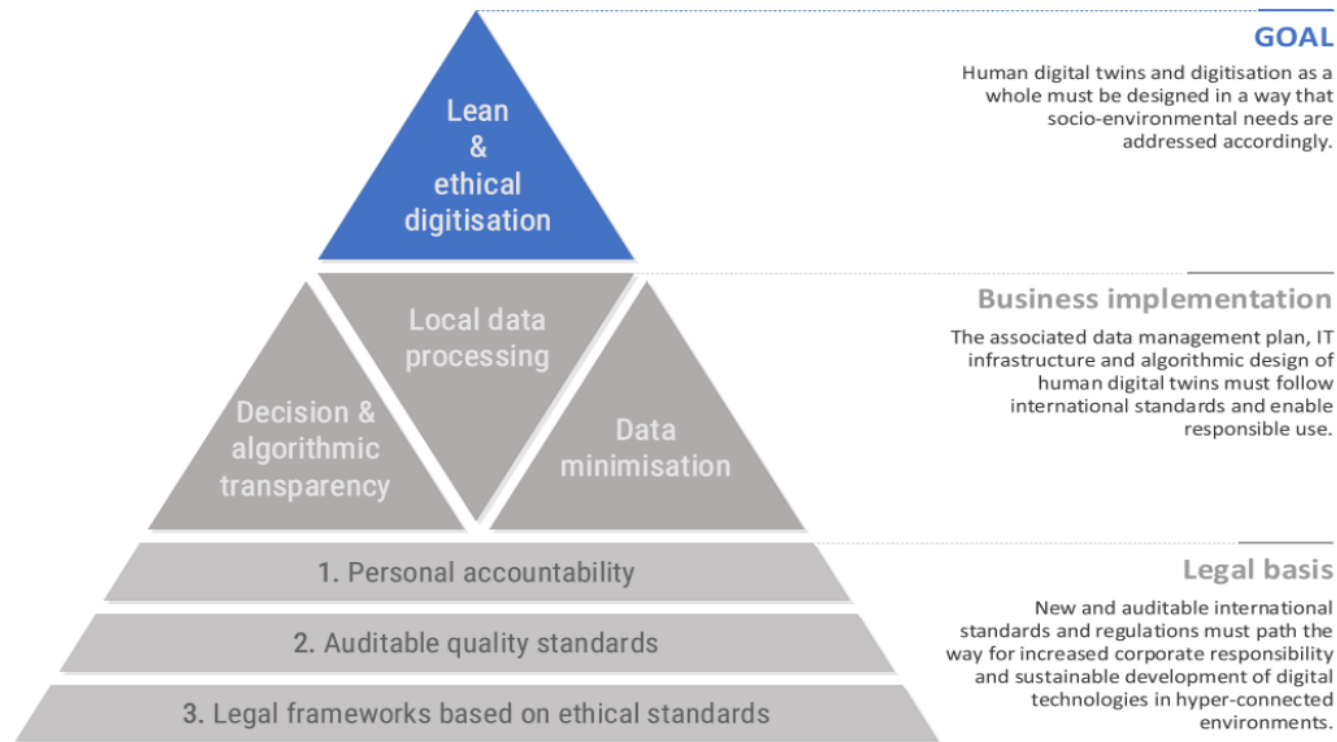 Lean
&
ethical
digitisation
GOAL
Human digital twins and digitisation as a
whole must be designed in a way that
socio-environmental needs are
addressed accordingly.
Local data
processing
Decision &
algorithmic
transparency
Data
minimisation
Business implementation
The associated data management plan, IT
infrastructure and algorithmic design of
human digital twins must follow
international standards and enable
responsible use.
1. Personal accountability
2. Auditable quality standards
3. Legal frameworks based on ethical standards
Legal basis
New and auditable international
standards and regulations must path the
way for increased corporate responsibility
and sustainable development of digital
technologies in hyper-connected
environments.